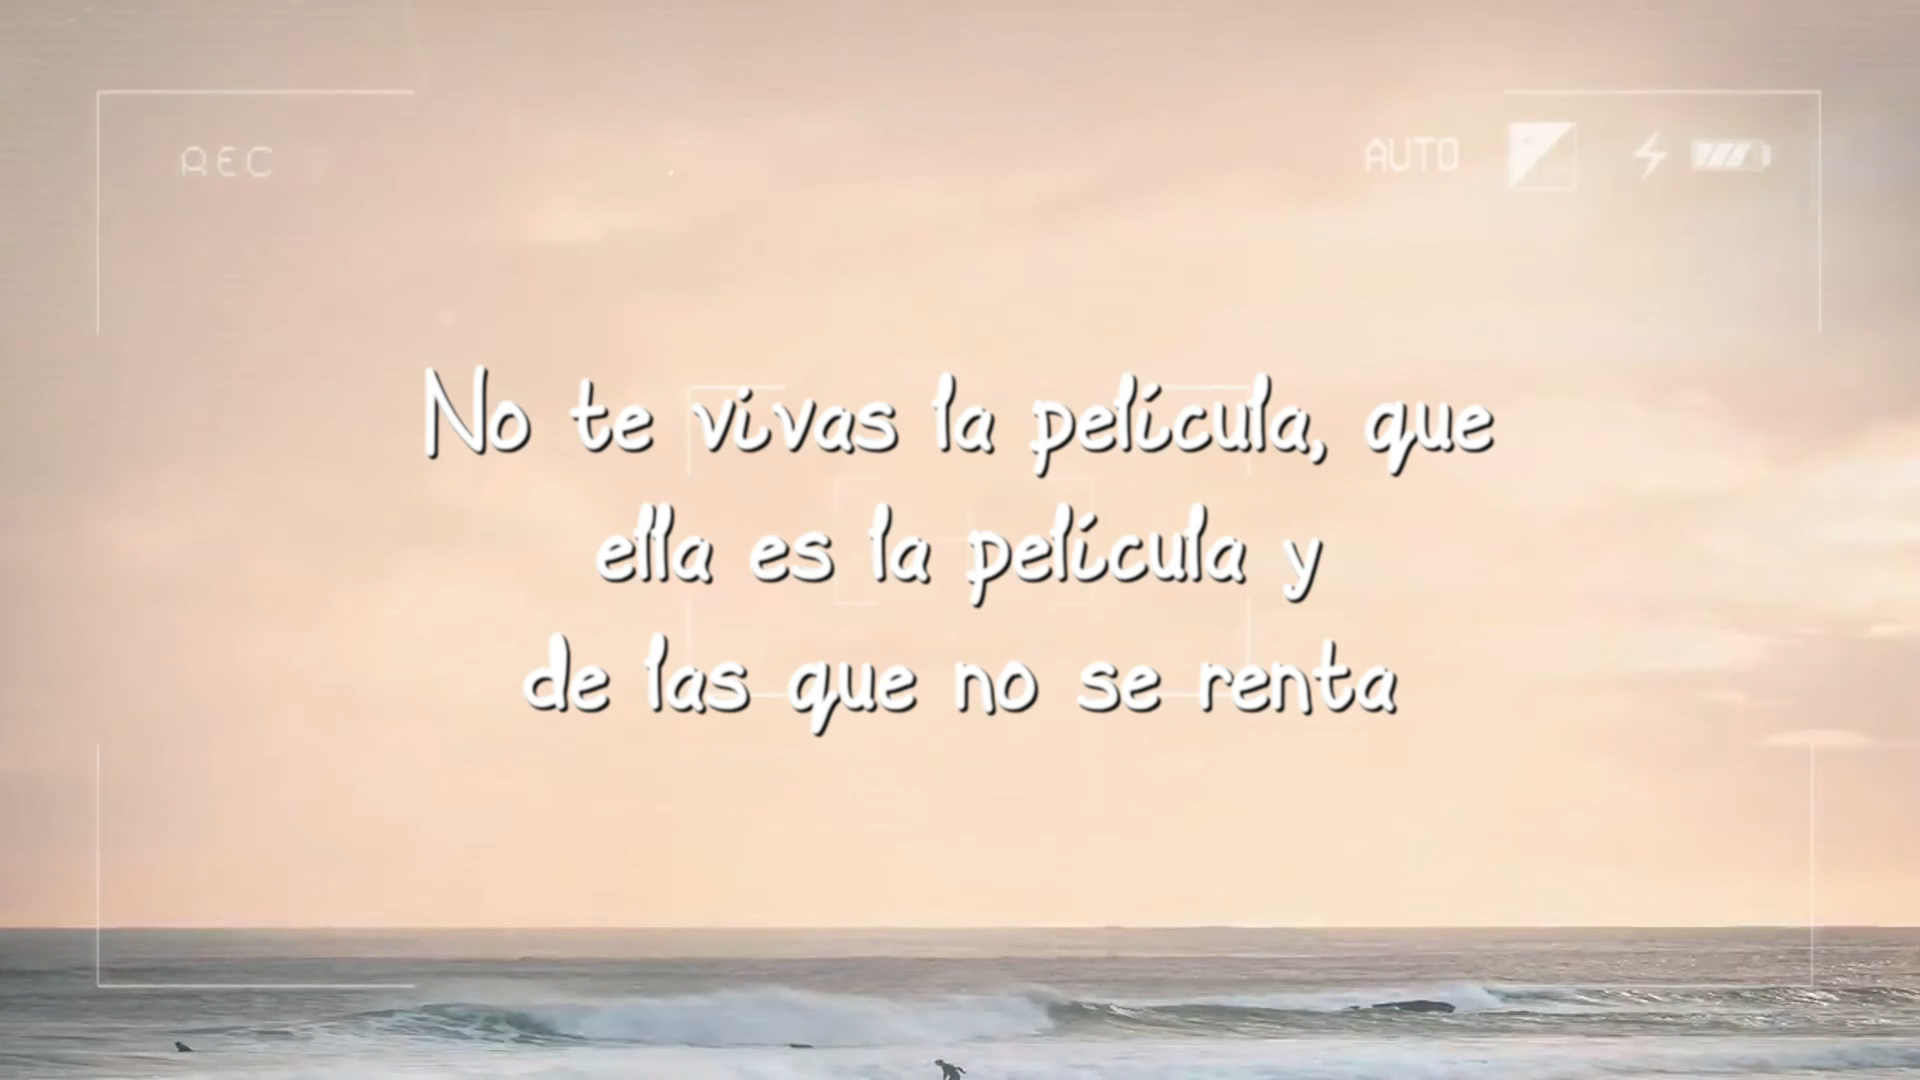 REC
AUTO
No te vivas la película, que
ella es la película y
de las que no se renta